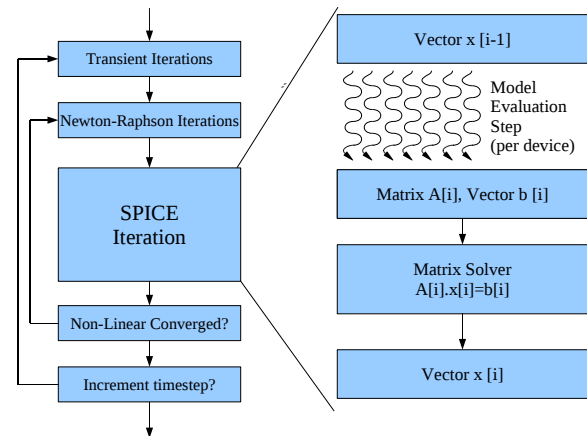 Transient Iterations
Newton-Raphson Iterations
SPICE
Iteration
Non-Linear Converged?
Increment timestep?
Vector x [i-1]
Model
Evaluation
Step
(per device)
Matrix A[i], Vector b [i]
Matrix Solver
A[i].x[i]=b[i]
Vector x [i]